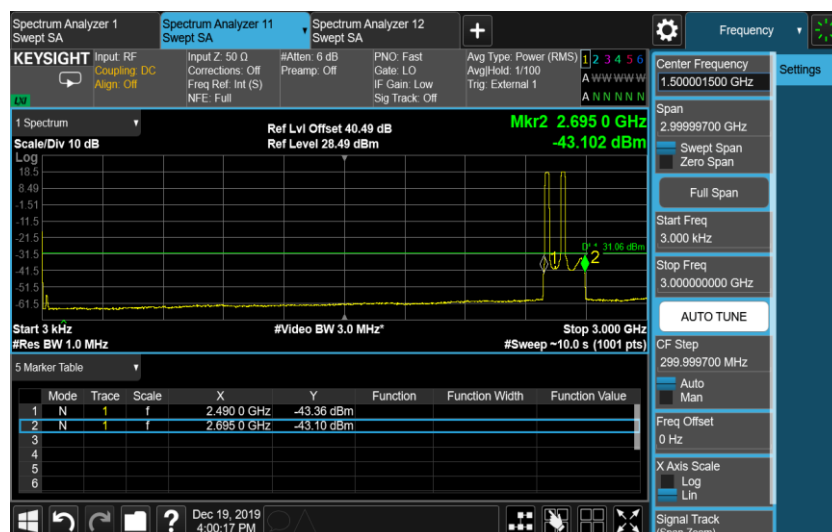 Spectrum Analyzer 1
Swept SA
Spectrum Analyzer 11
Swept SA
Spectrum Analyzer 12
Swept SA
+
Frequency
KEYSIGHT
Input: RF
Coupling: DC
Align: Off
Input Z: 50 Ω
Corrections: Off
Freq Ref: Int (S)
NFE: Full
#Atten: 6 dB
Preamp: Off
PNO: Fast
Gate: LO
IF Gain: Low
Sig Track: Off
Avg Type: Power (RMS)
Avg|Hold: 1/100
Trig: External 1
1 2 3 4 5 6
A W W W W W
A N N N N N
LXI
1 Spectrum
Scale/Div 10 dB
Ref Lvl Offset 40.49 dB
Ref Level 28.49 dBm
Mkr2 2.695 0 GHz
-43.102 dBm
Log
18.5
8.49
-1.51
-11.5
-21.5
-31.5
-41.5
-51.5
-61.5
31.06 dBm
1
2
Start 3 kHz
#Res BW 1.0 MHz
#Video BW 3.0 MHz*
Stop 3.000 GHz
#Sweep ~10.0 s (1001 pts)
5 Marker Table
Mode Trace Scale X Y Function Function Width Function Value
1 N 1 f 2.490 0 GHz -43.36 dBm
2 N 1 f 2.695 0 GHz -43.10 dBm
3
4
5
6
?
Dec 19, 2019
4:00:17 PM
Center Frequency
1.500001500 GHz
Span
2.99999700 GHz
Swept Span
Zero Span
Full Span
Start Freq
3.000 kHz
Stop Freq
3.000000000 GHz
AUTO TUNE
CF Step
299.999700 MHz
Auto
Man
Freq Offset
0 Hz
X Axis Scale
Log
Lin
Signal Track
(Span Zoom)
Settings